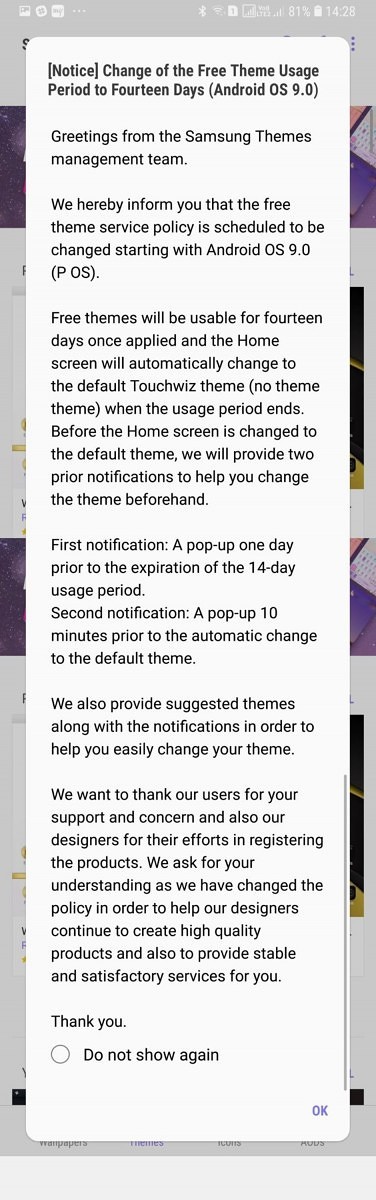 81% 14:28
[Notice] Change of the Free Theme Usage
Period to Fourteen Days (Android OS 9.0)
Greetings from the Samsung Themes
management team.
We hereby inform you that the free
theme service policy is scheduled to be
changed starting with Android OS 9.0
(P OS).
Free themes will be usable for fourteen
days once applied and the Home
screen will automatically change to
the default Touchwiz theme (no theme
theme) when the usage period ends.
Before the Home screen is changed to
the default theme, we will provide two
prior notifications to help you change
the theme beforehand.
First notification: A pop-up one day
prior to the expiration of the 14-day
usage period.
Second notification: A pop-up 10
minutes prior to the automatic change
to the default theme.
We also provide suggested themes
along with the notifications in order to
help you easily change your theme.
We want to thank our users for your
support and concern and also our
designers for their efforts in registering
the products. We ask for your
understanding as we have changed the
policy in order to help our designers
continue to create high quality
products and also to provide stable
and satisfactory services for you.
Thank you.
Do not show again
OK
Wallpapers Themes Icons AODs